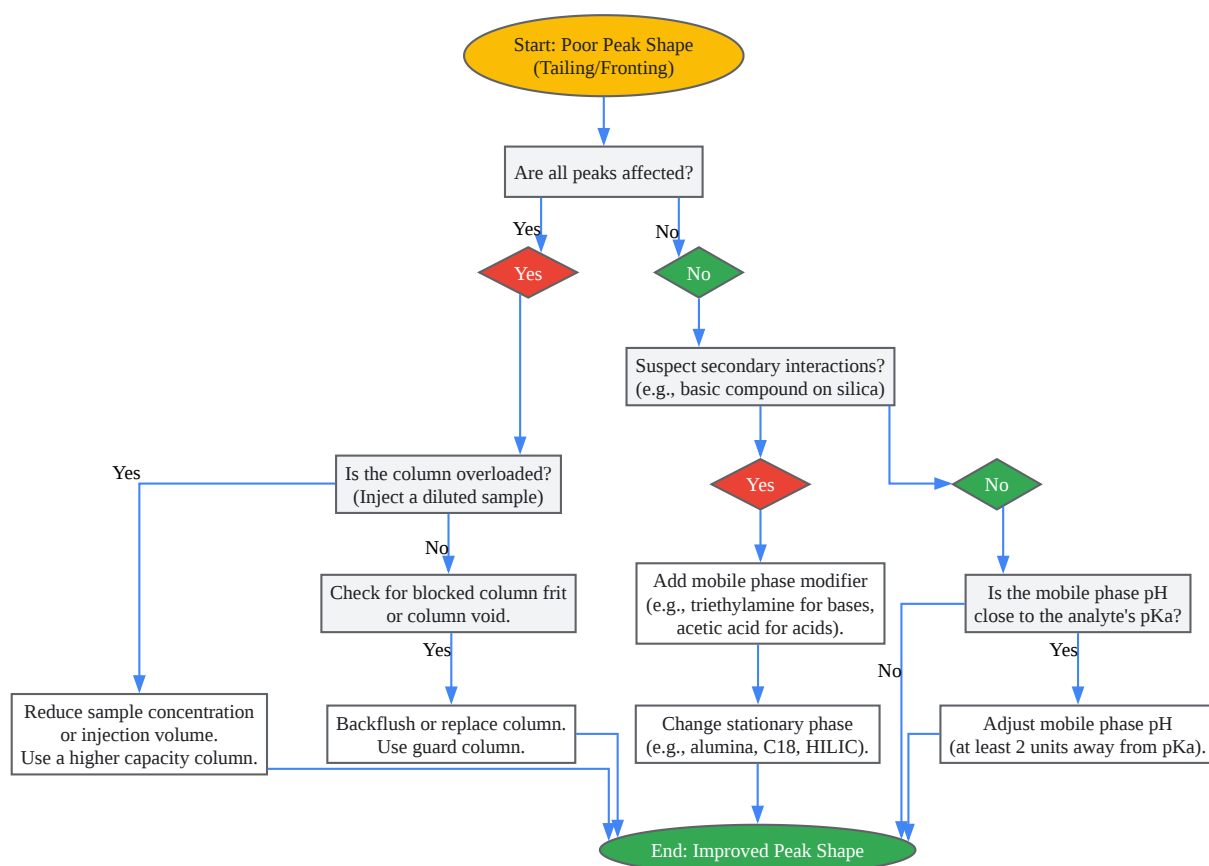 Start: Poor Peak Shape
(Tailing/Fronting)
Are all peaks affected?
Yes
No
Yes
No
Suspect secondary interactions?
(e.g., basic compound on silica)
Yes
Is the column overloaded?
(Inject a diluted sample)
Yes
No
No
Check for blocked column frit
or column void.
Add mobile phase modifier
(e.g., triethylamine for bases,
acetic acid for acids).
Is the mobile phase pH
close to the analyte's pKa?
Yes
Yes
No
Reduce sample concentration
or injection volume.
Use a higher capacity column.
Backflush or replace column.
Use guard column.
Change stationary phase
(e.g., alumina, C18, HILIC).
Adjust mobile phase pH
(at least 2 units away from pKa).
End: Improved Peak Shape